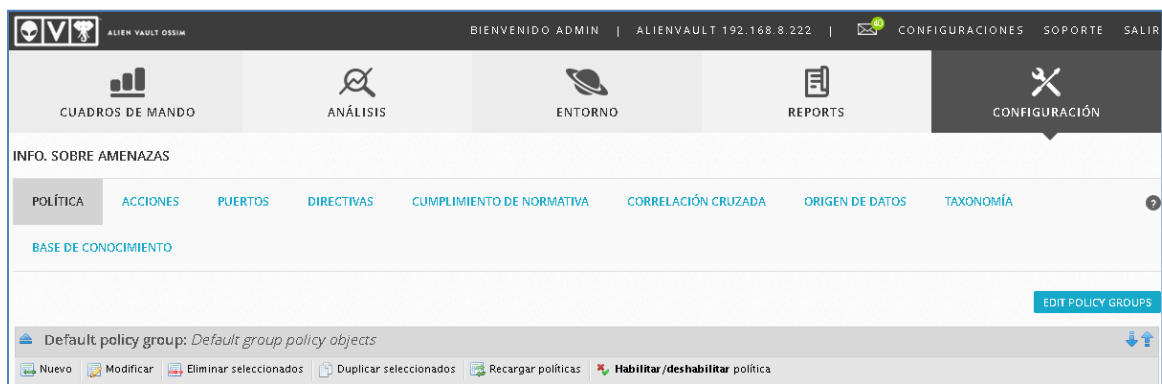 ALIEN VAULT OSSIM BIENVENIDO ADMIN | ALIENVAULT 192.168.8.222 | 40 CONFIGURACIONES SOPORTE SALIR
CUADROS DE MANDO ANÁLISIS ENTORNO REPORTS CONFIGURACIÓN
INFO. SOBRE AMENAZAS
POLÍTICA ACCIONES PUERTOS DIRECTIVAS CUMPLIMIENTO DE NORMATIVA CORRELACIÓN CRUZADA ORIGEN DE DATOS TAXONOMÍA ?
BASE DE CONOCIMIENTO
EDIT POLICY GROUPS
Default policy group: Default group policy objects
Nuevo Modificar Eliminar seleccionados Duplicar seleccionados Recargar políticas Habilitar/deshabilitar política